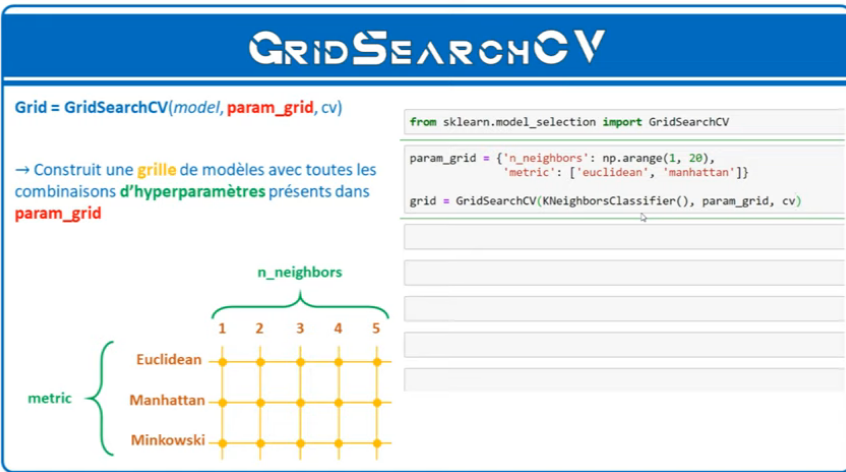 GRIDSEARCHCV
Grid = GridSearchCV(model, param_grid, cv)
→ Construit une grille de modèles avec toutes les
combinaisons d’hyperparamètres présents dans
param_grid
n_neighbors
1 2 3 4 5
Euclidean
metric
Manhattan
Minkowski
from sklearn.model_selection import GridSearchCV
param_grid = {'n_neighbors': np.arange(1, 20),
'metric': ['euclidean', 'manhattan']}
grid = GridSearchCV(KNeighborsClassifier(), param_grid, cv)